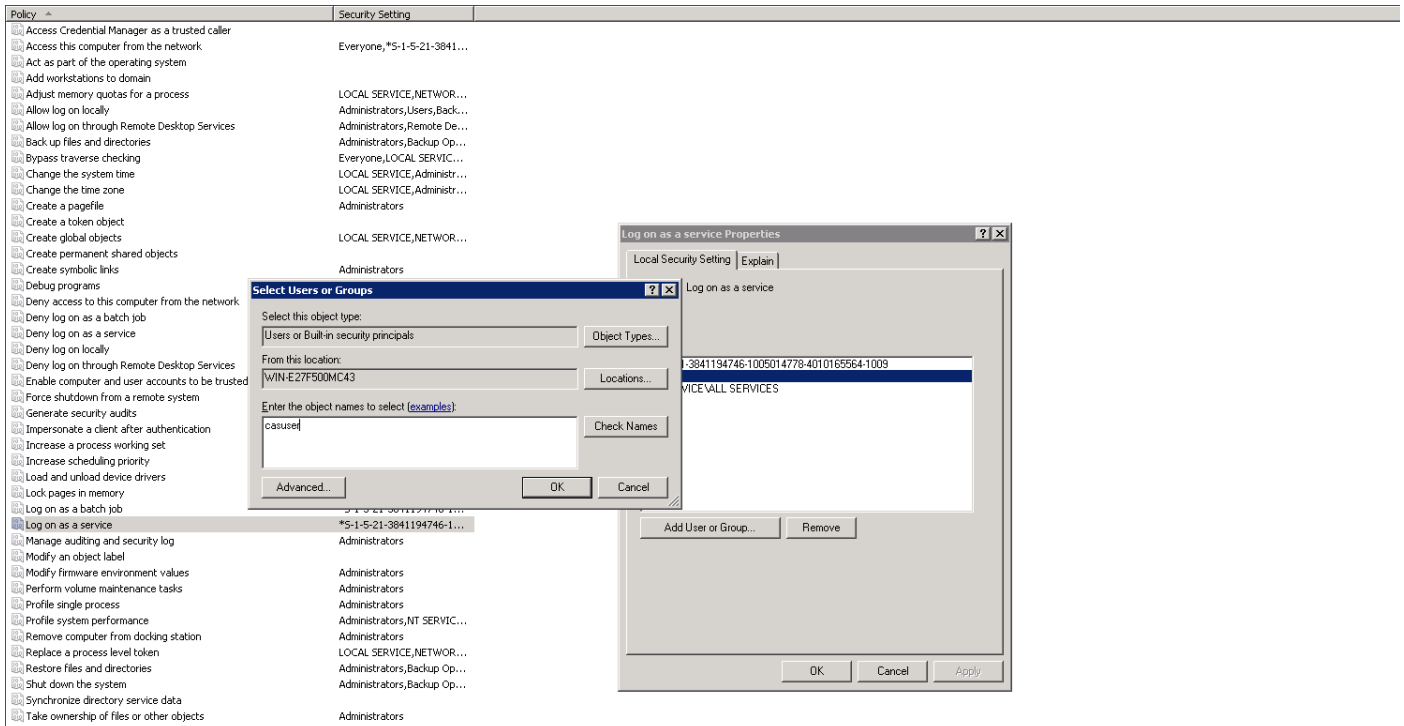 Policy Security Setting
Access Credential Manager as a trusted caller
Access this computer from the network Everyone,*S-1-5-21-3841...
Act as part of the operating system
Add workstations to domain
Adjust memory quotas for a process LOCAL SERVICE,NETWOR...
Allow log on locally Administrators,Users,Back...
Allow log on through Remote Desktop Services Administrators,Remote De...
Back up files and directories Administrators,Backup Op...
Bypass traverse checking Everyone,LOCAL SERVIC...
Change the system time LOCAL SERVICE,Administr...
Change the time zone LOCAL SERVICE,Administr...
Create a pagefile Administrators
Create a token object
Create global objects LOCAL SERVICE,NETWOR...
Create permanent shared objects
Create symbolic links Administrators
Debug programs
Deny access to this computer from the network
Deny log on as a batch job
Deny log on as a service
Deny log on locally
Deny log on through Remote Desktop Services
Enable computer and user accounts to be trusted
Force shutdown from a remote system
Generate security audits
Impersonate a client after authentication
Increase a process working set
Increase scheduling priority
Load and unload device drivers
Lock pages in memory
Log on as a batch job
Log on as a service *S-1-5-21-3841194746-1...
Manage auditing and security log Administrators
Modify an object label
Modify firmware environment values Administrators
Perform volume maintenance tasks Administrators
Profile single process Administrators
Profile system performance Administrators,NT SERVIC...
Remove computer from docking station Administrators
Replace a process level token LOCAL SERVICE,NETWOR...
Restore files and directories Administrators,Backup Op...
Shut down the system Administrators,Backup Op...
Synchronize directory service data
Take ownership of files or other objects Administrators
Select Users or Groups
Select this object type:
Users or Built-in security principals Object Types...
From this location:
WIN-E27F500MC43 Locations...
Enter the object names to select (examples):
casuser Check Names
Advanced... OK Cancel
Log on as a service Properties
Local Security Setting Explain
Log on as a service
1-3841194746-1005014778-4010165564-1009
VICE\ALL SERVICES
Add User or Group... Remove
OK Cancel Apply